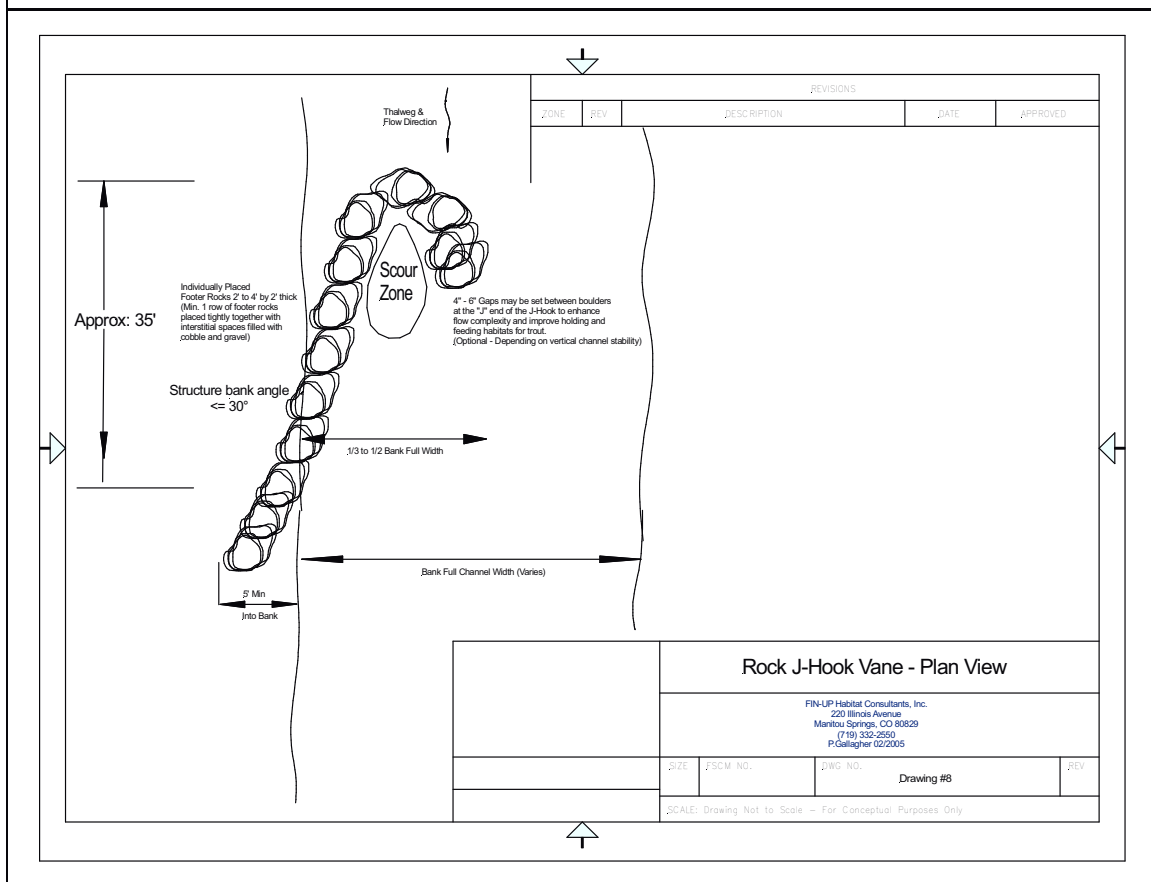 REVISIONS
ZONE REV DESCRIPTION DATE APPROVED
Thalweg &
Flow Direction
Scour
Zone
Individually Placed
Footer Rocks 2' to 4' by 2' thick
(Min. 1 row of footer rocks
placed tightly together with
interstitial spaces filled with
cobble and gravel)
Approx: 35'
4" - 6" Gaps may be set between boulders
at the "J" end of the J-Hook to enhance
flow complexity and improve holding and
feeding habitats for trout.
(Optional - Depending on vertical channel stability)
Structure bank angle
<= 30°
1/3 to 1/2 Bank Full Width
Bank Full Channel Width (Varies)
5' Min
Into Bank
Rock J-Hook Vane - Plan View
FIN-UP Habitat Consultants, Inc.
220 Illinois Avenue
Manitou Springs, CO 80829
(719) 332-2550
P.Gallagher 02/2005
SIZE FSCM NO. DWG NO. REV
Drawing #8
SCALE: Drawing Not to Scale - For Conceptual Purposes Only